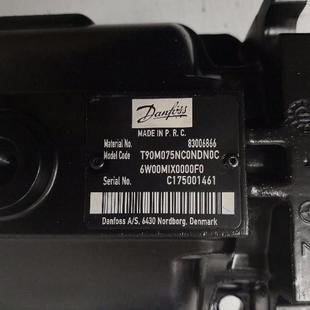 Danfoss
MADE IN P. R. C.
Material No. 83006866
Model Code T90M075NC0NDN0C
6W00MIX0000F0
Serial No. C175001461
Danfoss A/S, 6430 Nordborg, Denmark